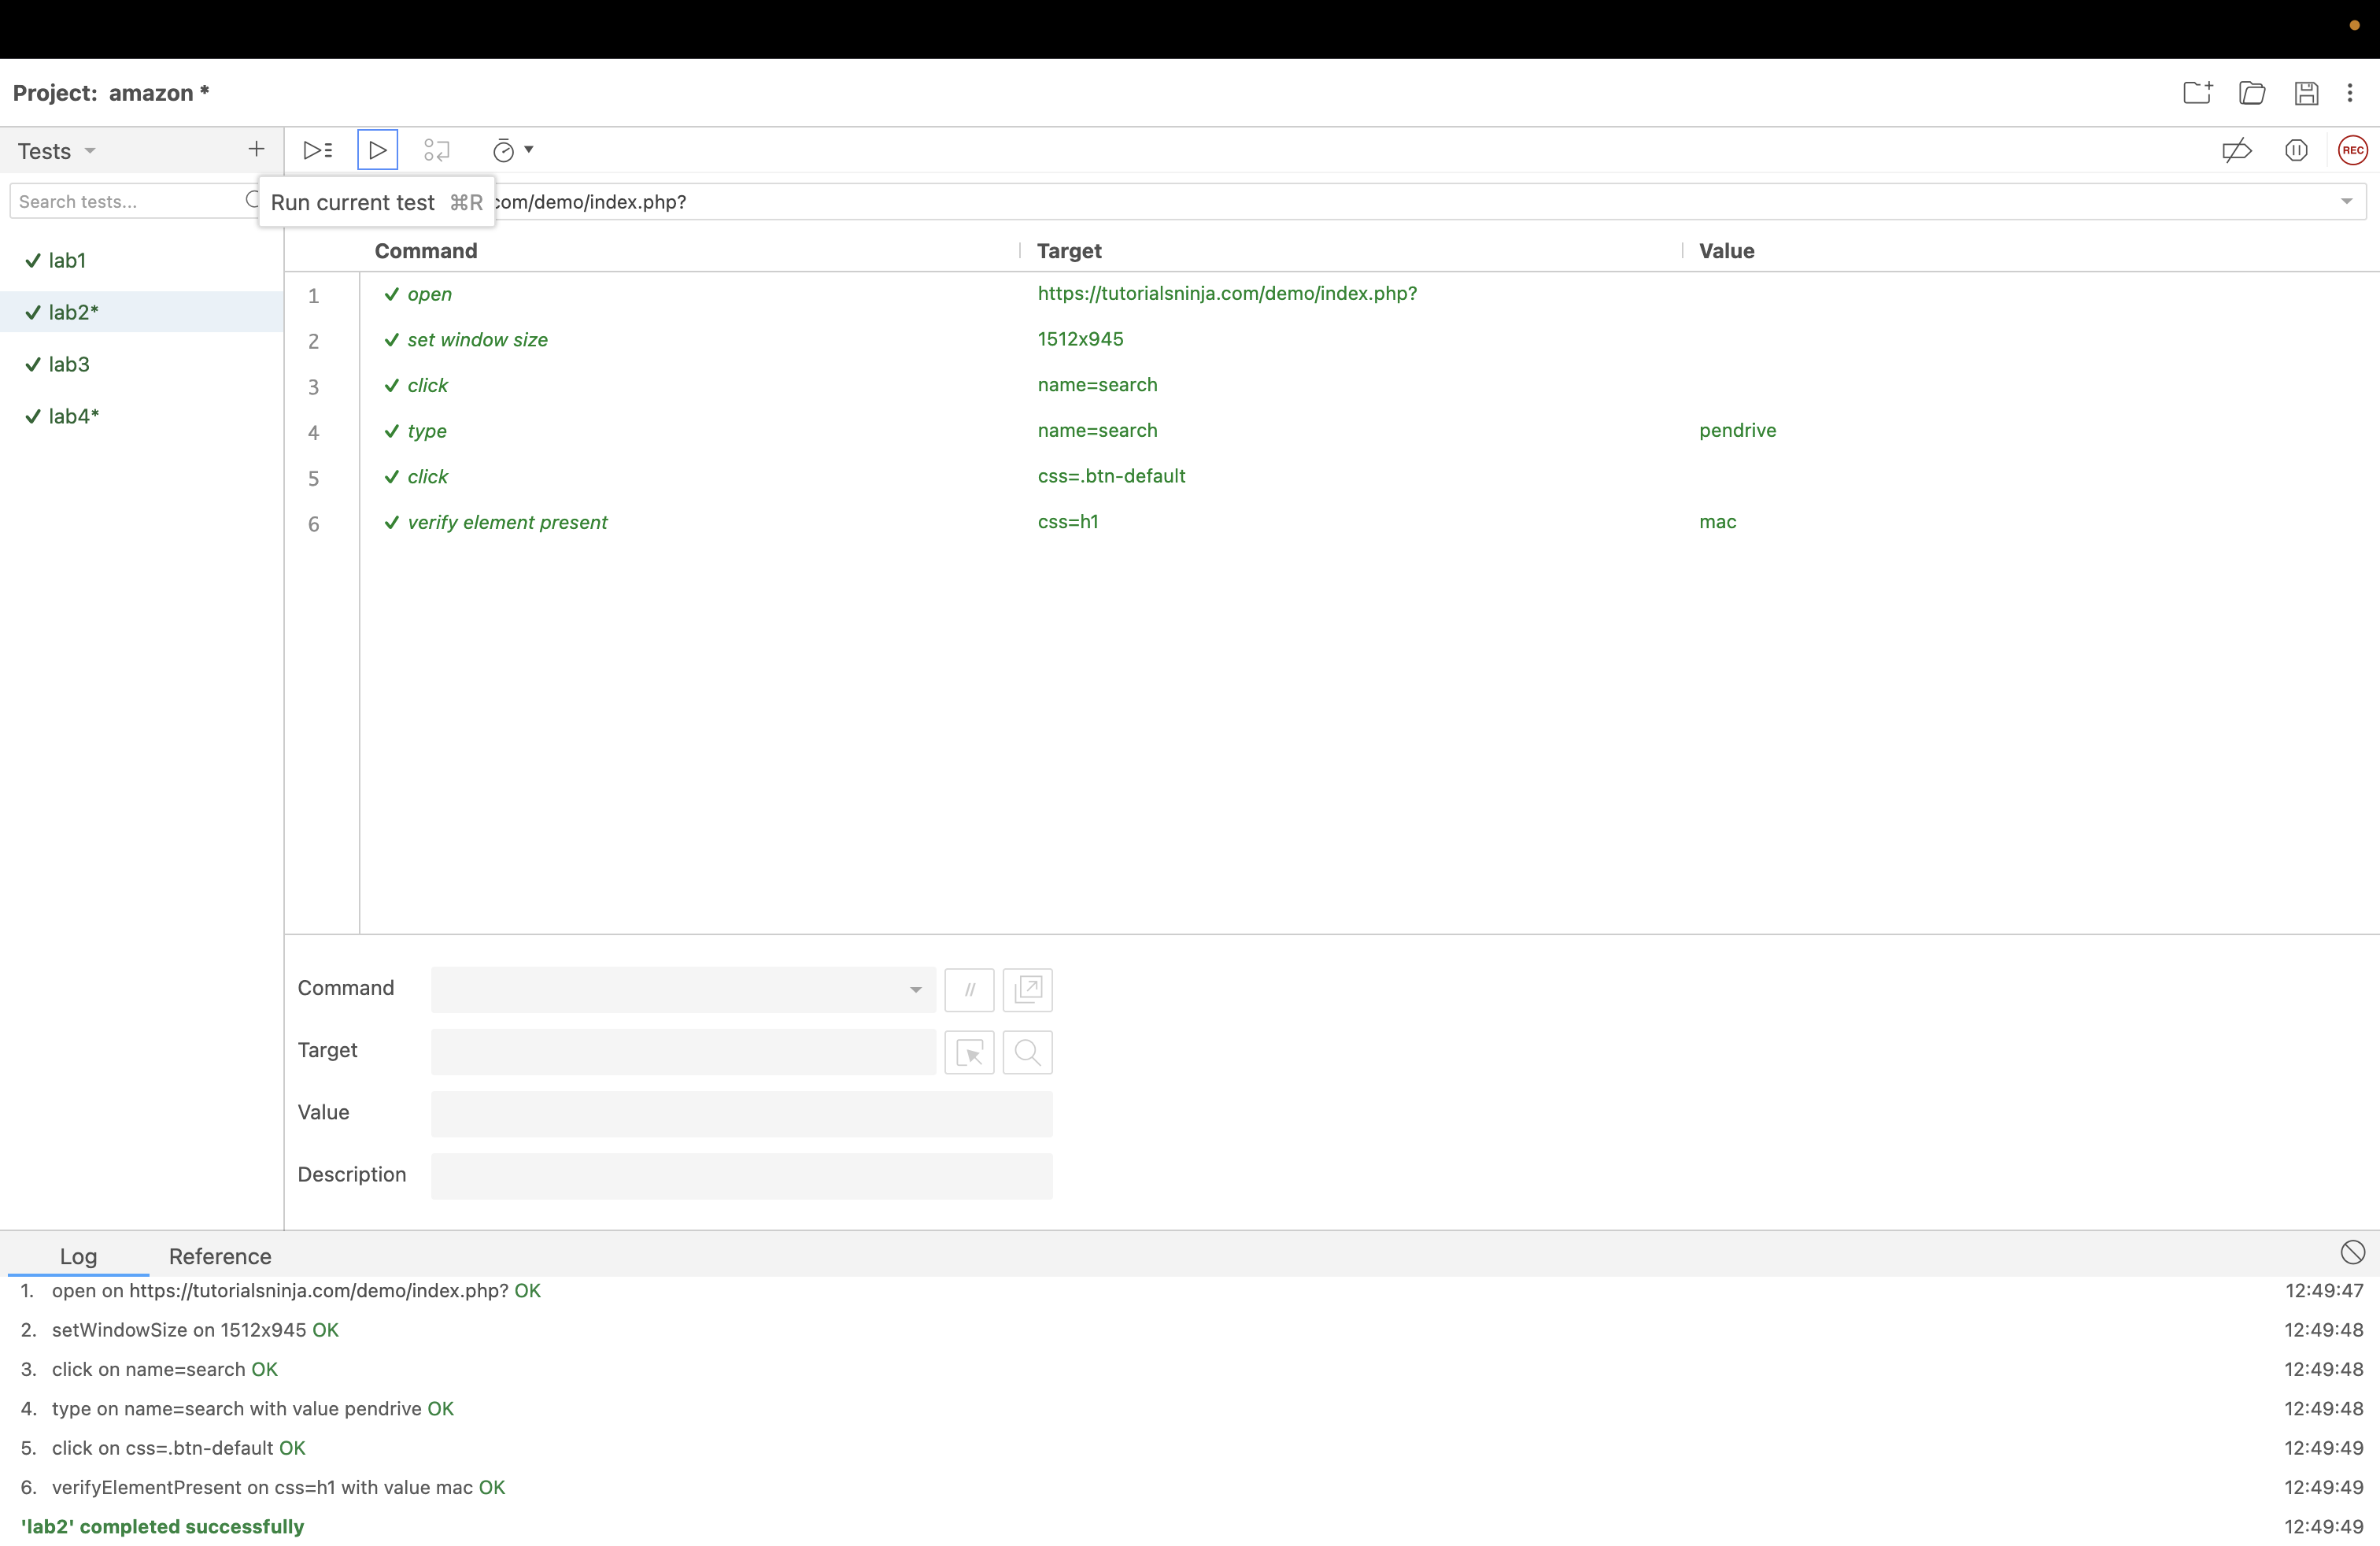 Project: amazon *
Tests
REC
Search tests...
Run current test ⌘R
com/demo/index.php?
Command Target Value
lab1
lab2*
lab3
lab4*
1 open https://tutorialsninja.com/demo/index.php?
2 set window size 1512x945
3 click name=search
4 type name=search pendrive
5 click css=.btn-default
6 verify element present css=h1 mac
Command //
Target
Value
Description
Log Reference
1. open on https://tutorialsninja.com/demo/index.php? OK 12:49:47
2. setWindowSize on 1512x945 OK 12:49:48
3. click on name=search OK 12:49:48
4. type on name=search with value pendrive OK 12:49:48
5. click on css=.btn-default OK 12:49:49
6. verifyElementPresent on css=h1 with value mac OK 12:49:49
'lab2' completed successfully 12:49:49